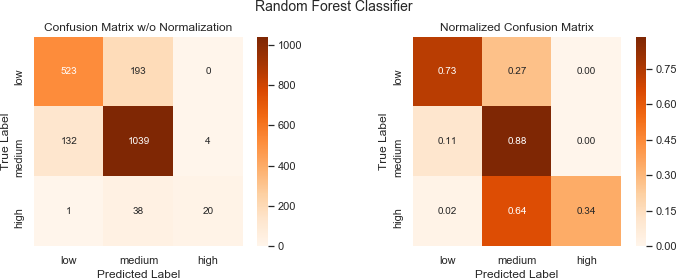 Random Forest Classifier
Confusion Matrix w/o Normalization
True Label
low
medium
high
523 193 0
132 1039 4
1 38 20
low medium high
Predicted Label
1000
800
600
400
200
0
Normalized Confusion Matrix
True Label
low
medium
high
0.73 0.27 0.00
0.11 0.88 0.00
0.02 0.64 0.34
low medium high
Predicted Label
0.75
0.60
0.45
0.30
0.15
0.00